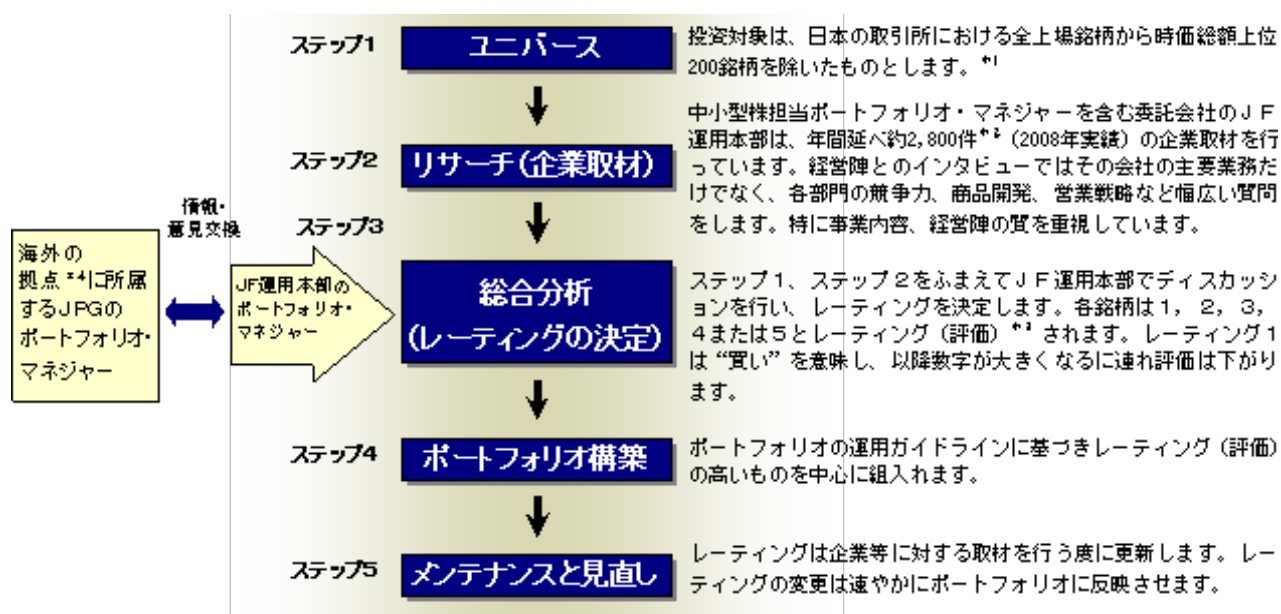 ステップ1
ユニバース
投資対象は、日本の取引所における全上場銘柄から時価総額上位
200銘柄を除いたものとします。*1
ステップ2
リサーチ(企業取材)
中小型株担当ポートフォリオ・マネジャーを含む委託会社のJF
運用本部は、年間延べ約2,800件*2(2008年実績)の企業取材を行
っています。経営陣とのインタビューではその会社の主要業務だ
けでなく、各部門の競争力、商品開発、営業戦略など幅広い質問
をします。特に事業内容、経営陣の質を重視しています。
情報・
意見交換
ステップ3
海外の
拠点*4に所属
するJPGの
ポートフォリオ・
マネジャー
JF運用本部の
ポートフォリオ・
マネジャー
総合分析
(レーティングの決定)
ステップ1、ステップ2をふまえてJF運用本部でディスカッシ
ョンを行い、レーティングを決定します。各銘柄は1, 2, 3,
4または5とレーティング(評価)*3 されます。レーティング1
は“買い”を意味し、以降数字が大きくなるに連れ評価は下がり
ます。
ステップ4
ポートフォリオ構築
ポートフォリオの運用ガイドラインに基づきレーティング(評価)
の高いものを中心に組入れます。
ステップ5
メンテナンスと見直し
レーティングは企業等に対する取材を行う度に更新します。レー
ティングの変更は速やかにポートフォリオに反映させます。